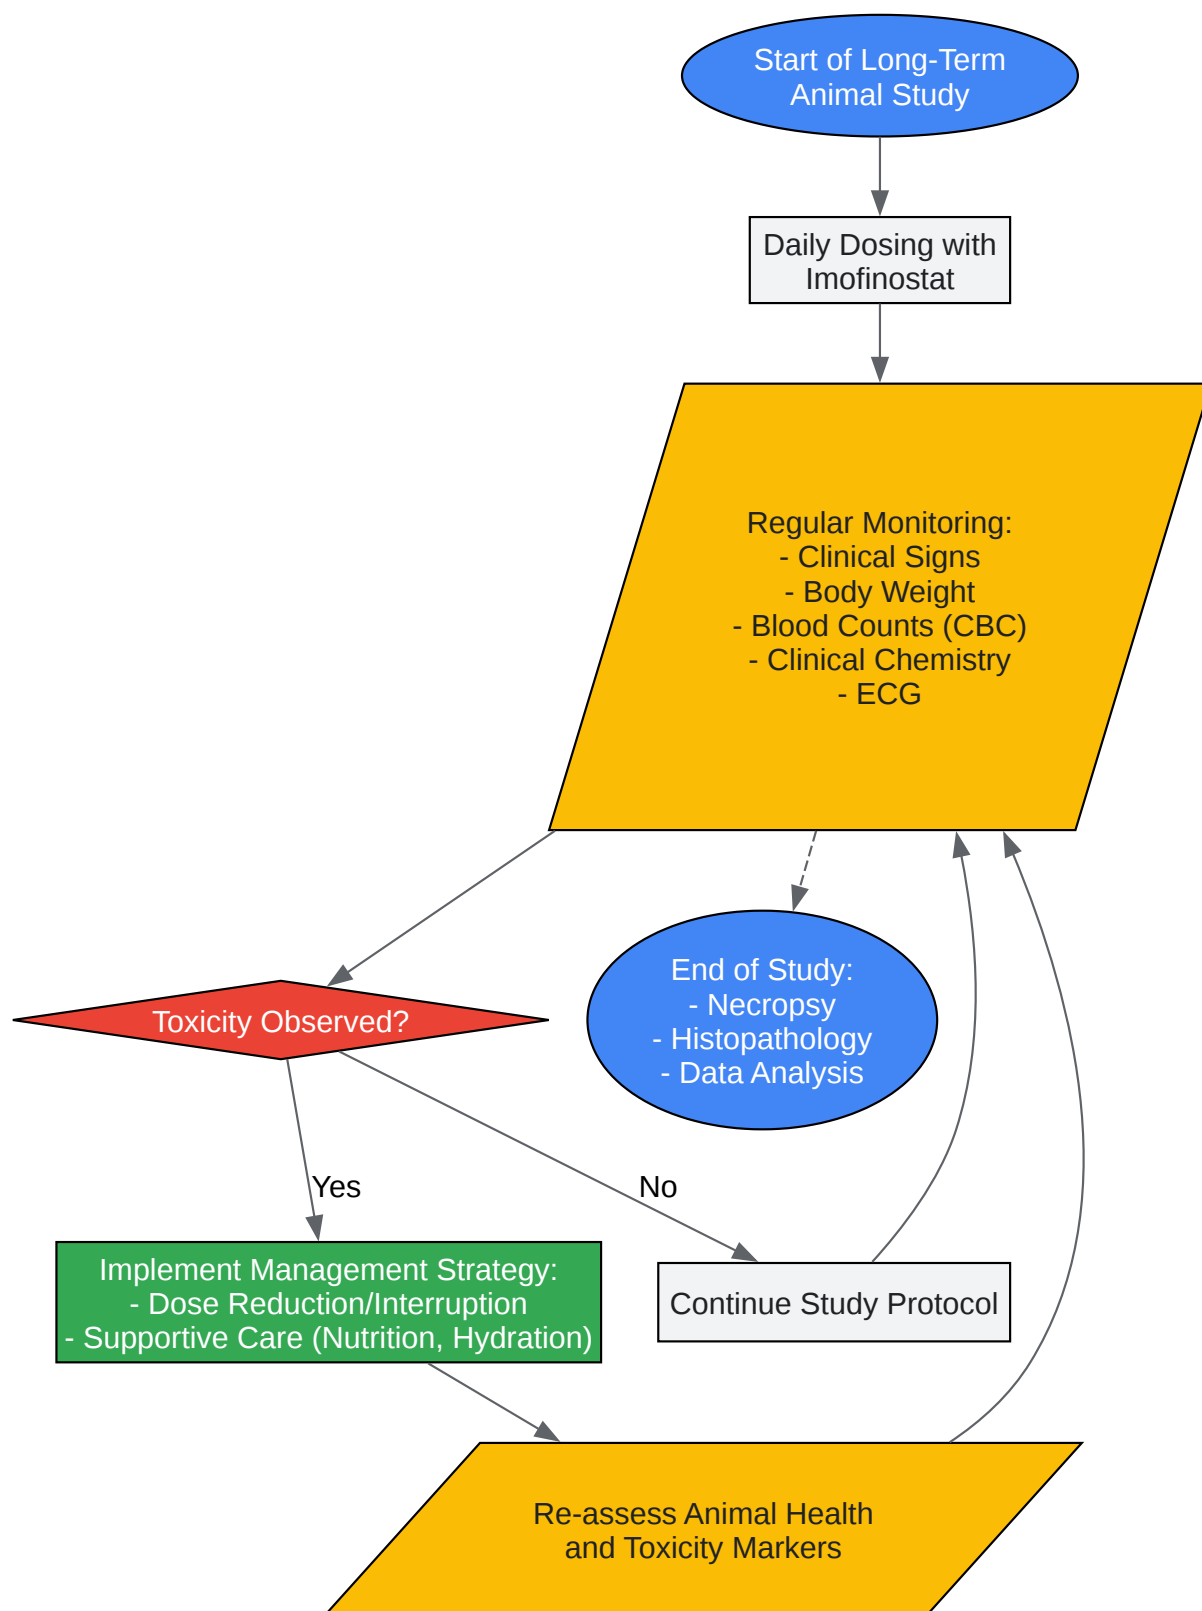 Start of Long-Term
Animal Study
Daily Dosing with
Imofinostat
Regular Monitoring:
- Clinical Signs
- Body Weight
- Blood Counts (CBC)
- Clinical Chemistry
- ECG
Toxicity Observed?
End of Study:
- Necropsy
- Histopathology
- Data Analysis
Yes
No
Implement Management Strategy:
- Dose Reduction/Interruption
- Supportive Care (Nutrition, Hydration)
Continue Study Protocol
Re-assess Animal Health
and Toxicity Markers